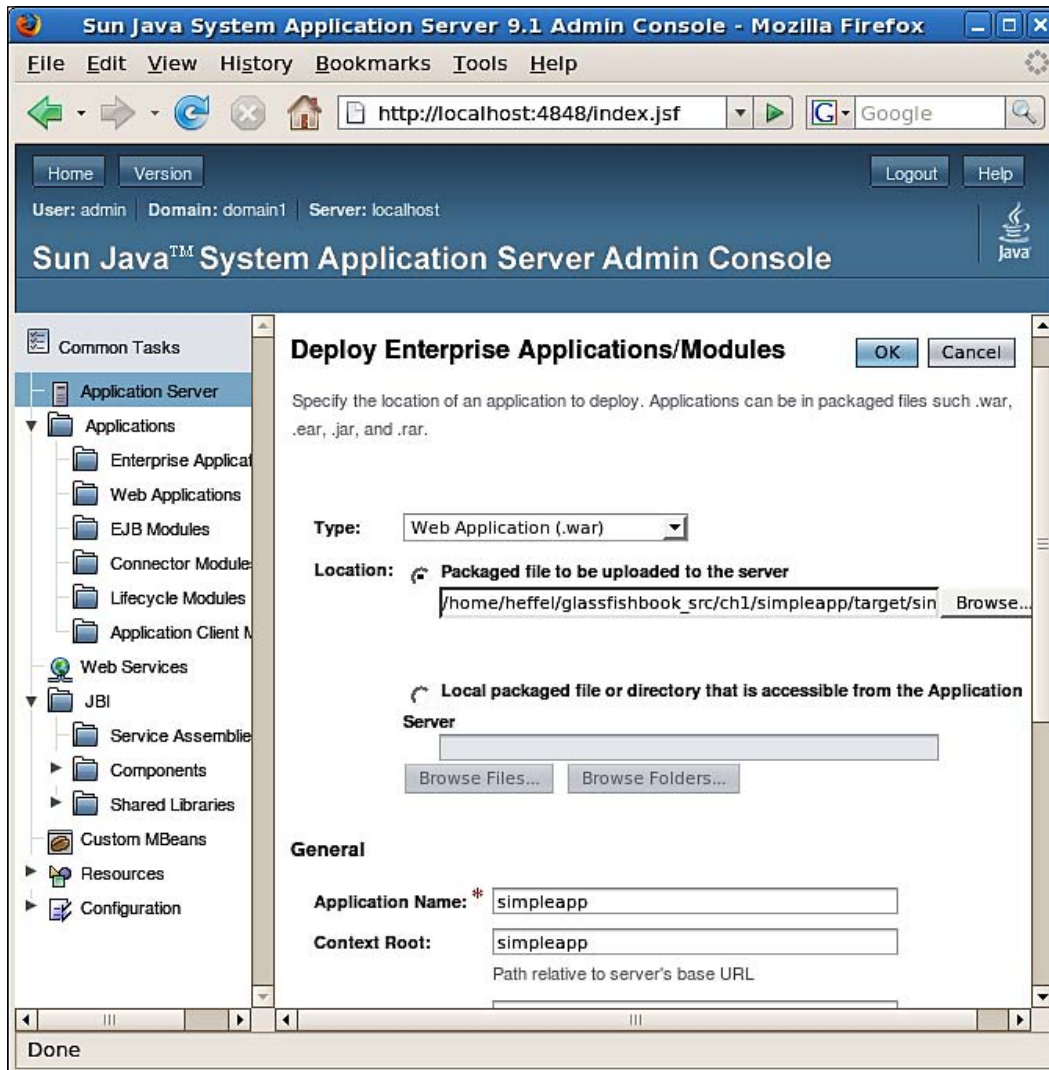 Sun Java System Application Server 9.1 Admin Console - Mozilla Firefox
File Edit View History Bookmarks Tools Help
http://localhost:4848/index.jsf
G Google
Home Version Logout Help
User: admin Domain: domain1 Server: localhost
Sun Java™ System Application Server Admin Console
Java
Common Tasks
Application Server
Applications
Enterprise Applicat
Web Applications
EJB Modules
Connector Module
Lifecycle Modules
Application Client M
Web Services
JBI
Service Assemblie
Components
Shared Libraries
Custom MBeans
Resources
Configuration
Deploy Enterprise Applications/Modules OK Cancel
Specify the location of an application to deploy. Applications can be in packaged files such .war,
.ear, .jar, and .rar.
Type: Web Application (.war)
Location: Packaged file to be uploaded to the server
/home/heffel/glassfishbook_src/ch1/simpleapp/target/sin Browse...
Local packaged file or directory that is accessible from the Application
Server
Browse Files... Browse Folders...
General
Application Name: * simpleapp
Context Root: simpleapp
Path relative to server's base URL
Done